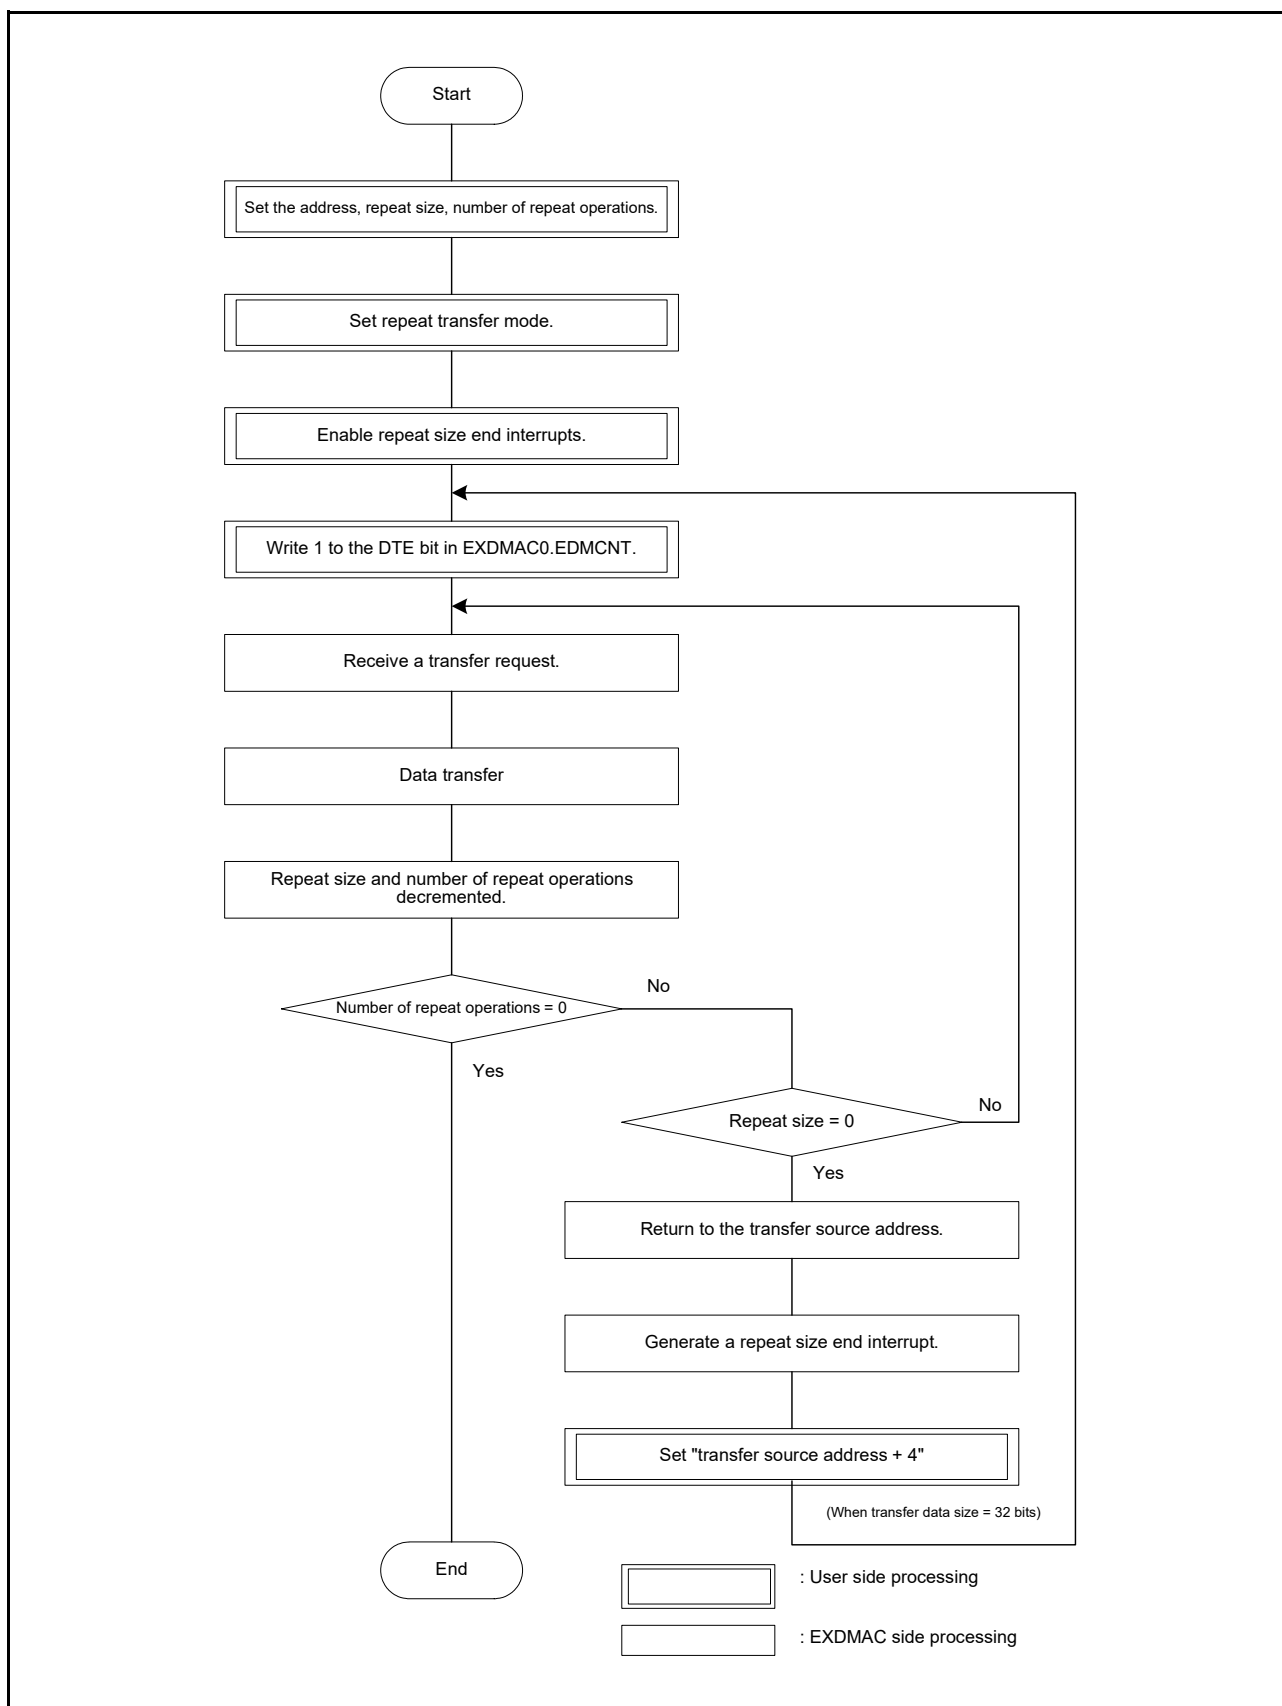 Start
Set the address, repeat size, number of repeat operations.
Set repeat transfer mode.
Enable repeat size end interrupts.
Write 1 to the DTE bit in EXDMAC0.EDMCNT.
Receive a transfer request.
Data transfer
Repeat size and number of repeat operations
decremented.
Number of repeat operations = 0
No
Yes
Repeat size = 0
No
Yes
Return to the transfer source address.
Generate a repeat size end interrupt.
Set "transfer source address + 4"
(When transfer data size = 32 bits)
End
: User side processing
: EXDMAC side processing